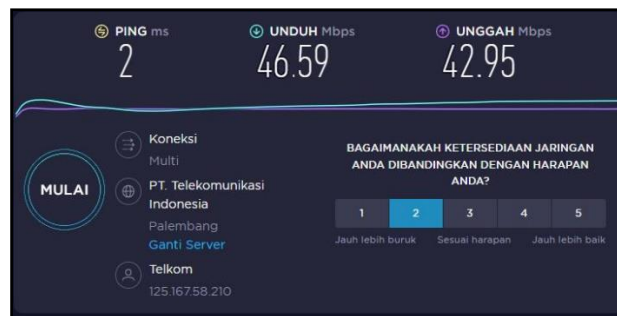 PING ms
2
UNDUH Mbps
46.59
UNGGAH Mbps
42.95
MULAI
Koneksi
Multi
PT. Telekomunikasi
Indonesia
Palembang
Ganti Server
Telkom
125.167.58.210
BAGAIMANAKAH KETERSEDIAAN JARINGAN
ANDA DIBANDINGKAN DENGAN HARAPAN
ANDA?
1 2 3 4 5
Jauh lebih buruk Sesuai harapan Jauh lebih baik